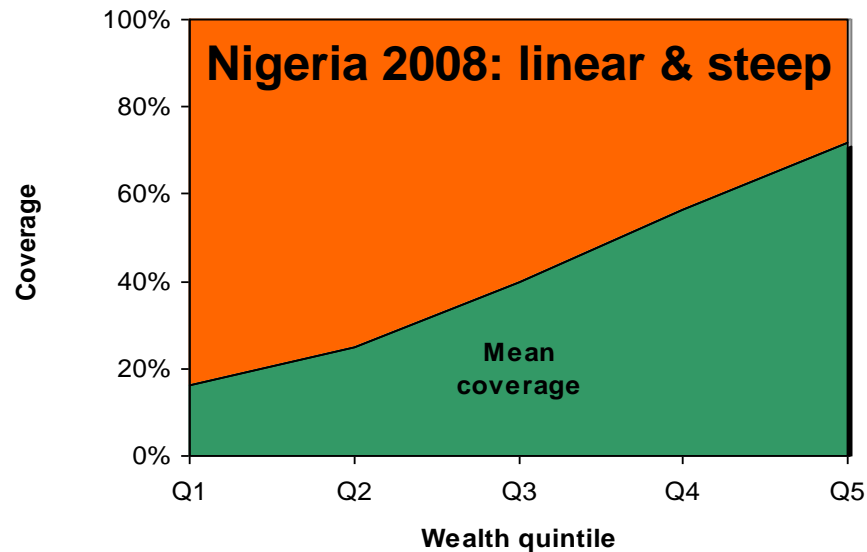 Nigeria 2008: linear & steep
100%
80%
60%
40%
20%
0%
Coverage
Mean
coverage
Q1 Q2 Q3 Q4 Q5
Wealth quintile